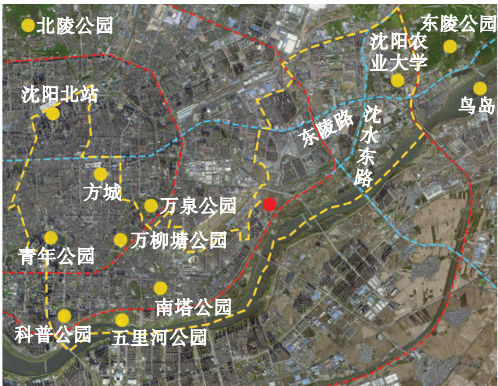 北陵公园
东陵公园
沈阳农
业大学
沈阳北站
鸟岛
东陵路
沈水东路
方城
万泉公园
万柳塘公园
青年公园
南塔公园
科普公园
五里河公园